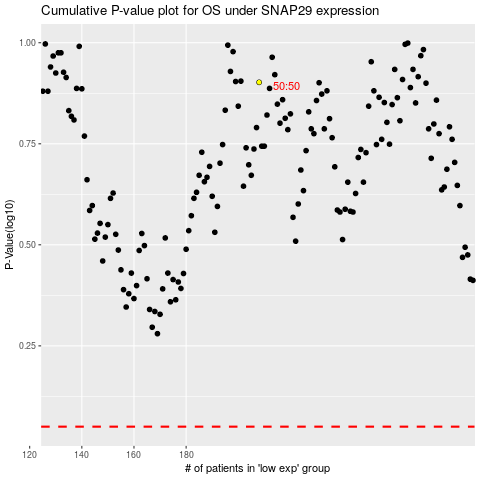 Cumulative P-value plot for OS under SNAP29 expression
1.00
50:50
0.75
P-Value(log10)
0.50
0.25
120 140 160 180
# of patients in 'low exp' group